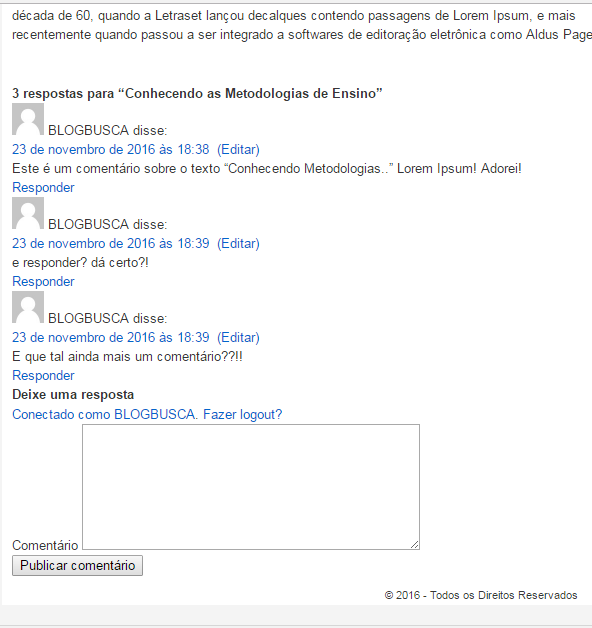 década de 60, quando a Letraset lançou decalques contendo passagens de Lorem Ipsum, e mais
recentemente quando passou a ser integrado a softwares de editoração eletrônica como Aldus Page
3 respostas para “Conhecendo as Metodologias de Ensino”
BLOGBUSCA disse:
23 de novembro de 2016 às 18:38 (Editar)
Este é um comentário sobre o texto “Conhecendo Metodologias..” Lorem Ipsum! Adorei!
Responder
BLOGBUSCA disse:
23 de novembro de 2016 às 18:39 (Editar)
e responder? dá certo?!
Responder
BLOGBUSCA disse:
23 de novembro de 2016 às 18:39 (Editar)
E que tal ainda mais um comentário??!!
Responder
Deixe uma resposta
Conectado como BLOGBUSCA. Fazer logout?
Comentário
Publicar comentário
© 2016 - Todos os Direitos Reservados